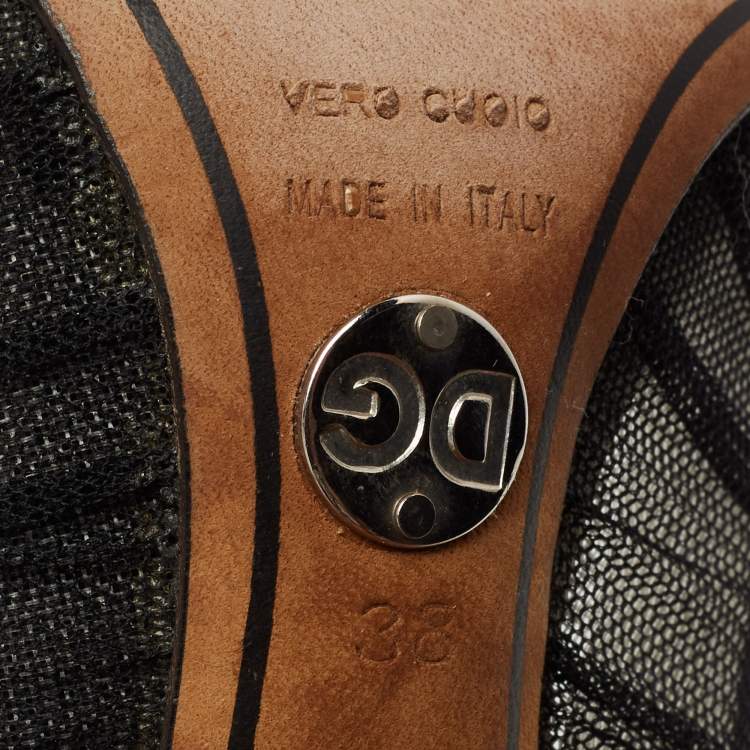 VERO CUOIO
MADE IN ITALY
DG
38